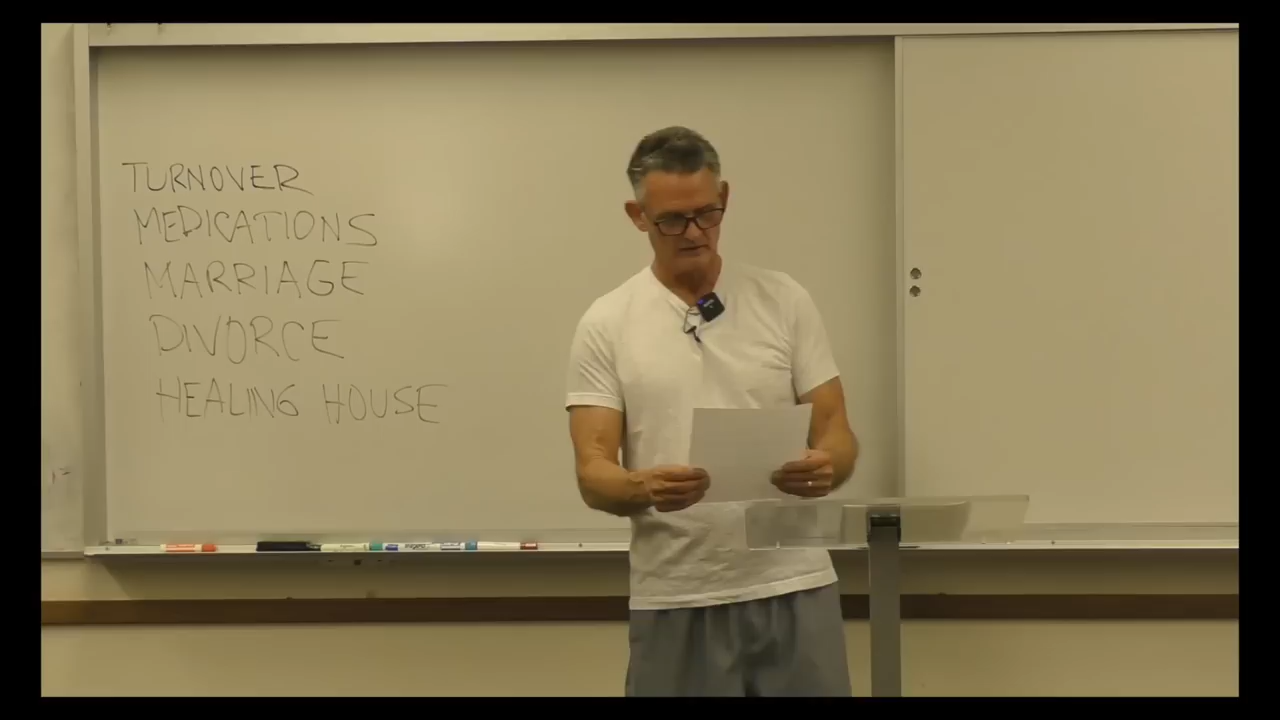 TURNOVER
MEDICATIONS
MARRIAGE
DIVORCE
HEALING HOUSE